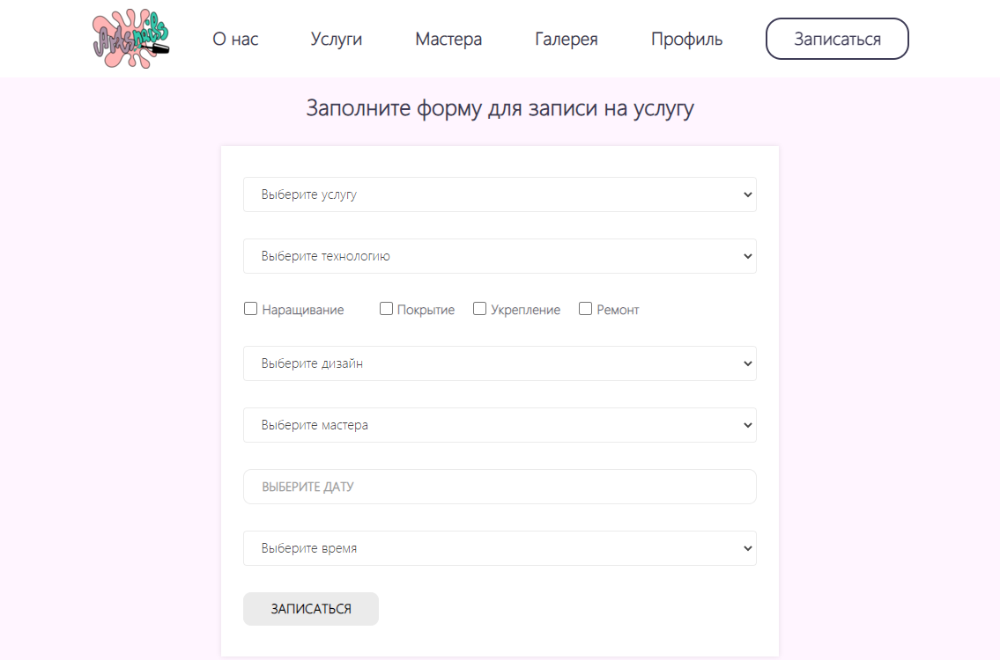 Artsnails
О нас Услуги Мастера Галерея Профиль Записаться
Заполните форму для записи на услугу
Выберите услугу
Выберите технологию
Наращивание Покрытие Укрепление Ремонт
Выберите дизайн
Выберите мастера
ВЫБЕРИТЕ ДАТУ
Выберите время
ЗАПИСАТЬСЯ